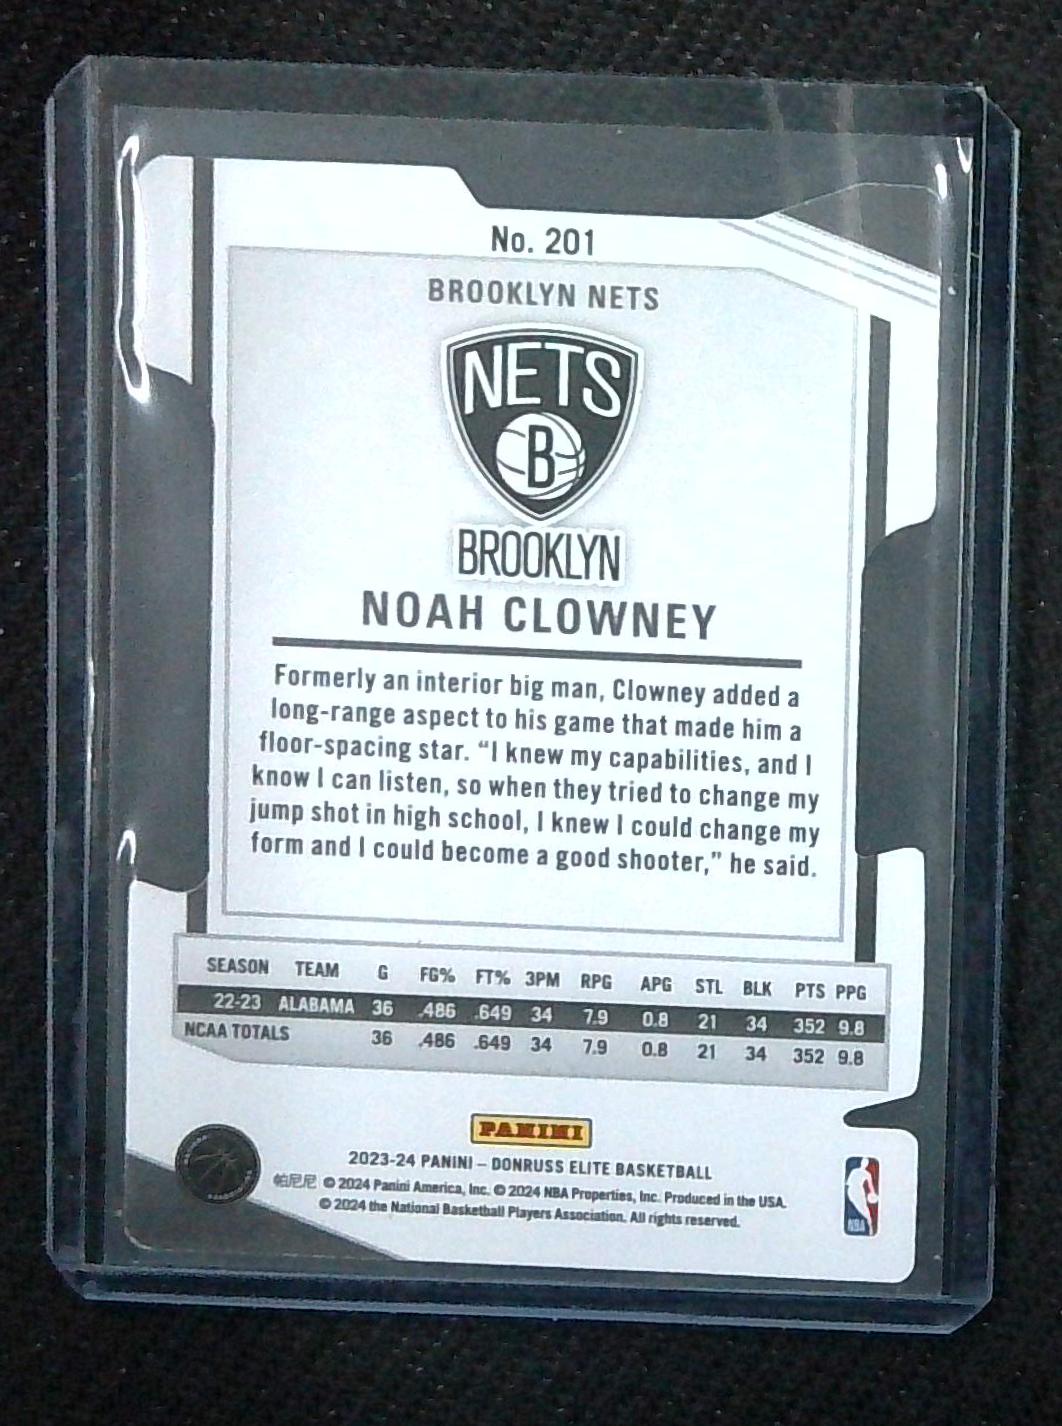 No. 201
BROOKLYN NETS
NETS
B
BROOKLYN
NOAH CLOWNEY
Formerly an interior big man, Clowney added a
long-range aspect to his game that made him a
floor-spacing star. “I knew my capabilities, and I
know I can listen, so when they tried to change my
jump shot in high school, I knew I could change my
form and I could become a good shooter,” he said.
SEASON TEAM G FG% FT% 3PM RPG APG STL BLK PTS PPG
22-23 ALABAMA 36 .486 .649 34 7.9 0.8 21 34 352 9.8
NCAA TOTALS 36 .486 .649 34 7.9 0.8 21 34 352 9.8
PANINI
2023-24 PANINI – DONRUSS ELITE BASKETBALL
帕尼尼 © 2024 Panini America, Inc. © 2024 NBA Properties, Inc. Produced in the USA.
© 2024 the National Basketball Players Association. All rights reserved.
NBA